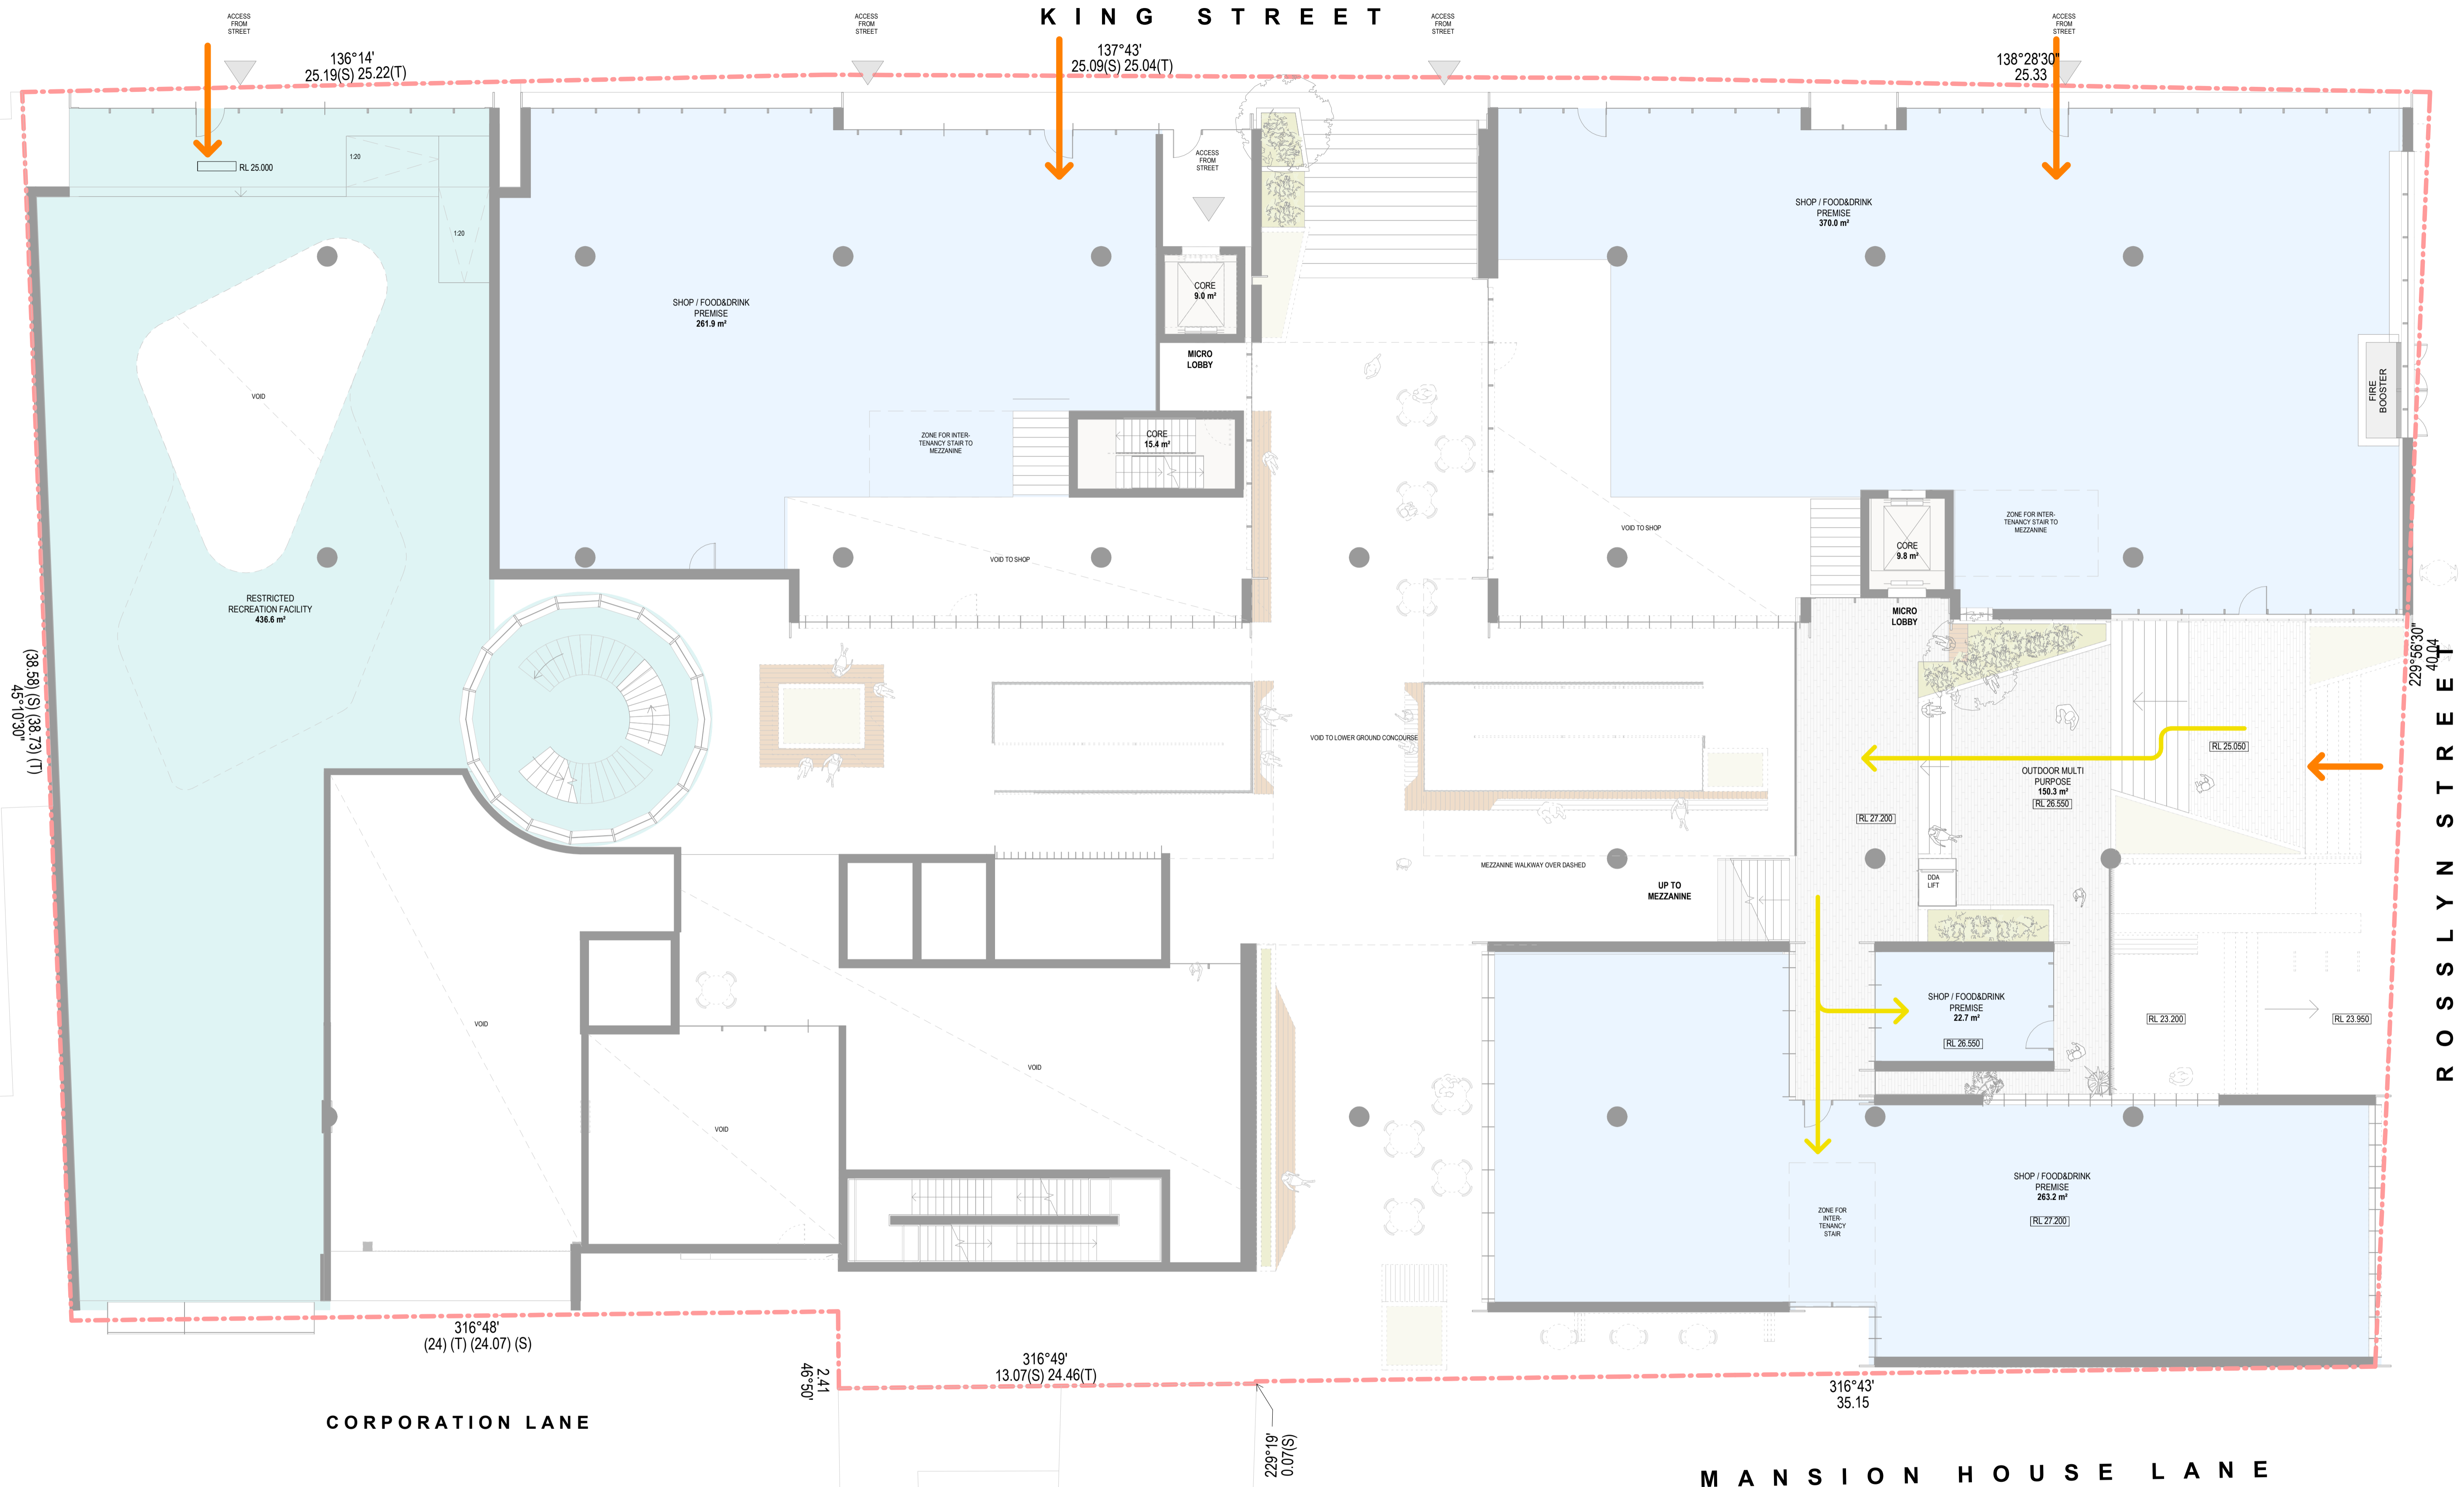 KING STREET
ACCESS
FROM
STREET
ACCESS
FROM
STREET
ACCESS
FROM
STREET
ACCESS
FROM
STREET
136°14'
25.19(S) 25.22(T)
137°43'
25.09(S) 25.04(T)
138°28'30"
25.33
RL 25.000
1:20
1:20
ACCESS
FROM
STREET
SHOP / FOOD&DRINK
PREMISE
370.0 m²
SHOP / FOOD&DRINK
PREMISE
261.9 m²
CORE
9.0 m²
MICRO
LOBBY
FIRE
BOOSTER
VOID
ZONE FOR INTER-
TENANCY STAIR TO
MEZZANINE
CORE
15.4 m²
VOID TO SHOP
VOID TO SHOP
ZONE FOR INTER-
TENANCY STAIR TO
MEZZANINE
CORE
9.8 m²
RESTRICTED
RECREATION FACILITY
436.6 m²
MICRO
LOBBY
229°56'30"
40.04
(38.58) (S) (38.73) (T)
45°10'30"
ROSSLYN STREET
VOID TO LOWER GROUND CONCOURSE
RL 25.050
OUTDOOR MULTI
PURPOSE
150.3 m²
RL 26.550
RL 27.200
MEZZANINE WALKWAY OVER DASHED
UP TO
MEZZANINE
DDA
LIFT
SHOP / FOOD&DRINK
PREMISE
22.7 m²
RL 26.550
RL 23.200
RL 23.950
VOID
VOID
VOID
SHOP / FOOD&DRINK
PREMISE
263.2 m²
RL 27.200
ZONE FOR
INTER-
TENANCY
STAIR
316°48'
(24) (T) (24.07) (S)
2.41
46°50'
316°49'
13.07(S) 24.46(T)
316°43'
35.15
CORPORATION LANE
229°19'
0.07(S)
MANSION HOUSE LANE